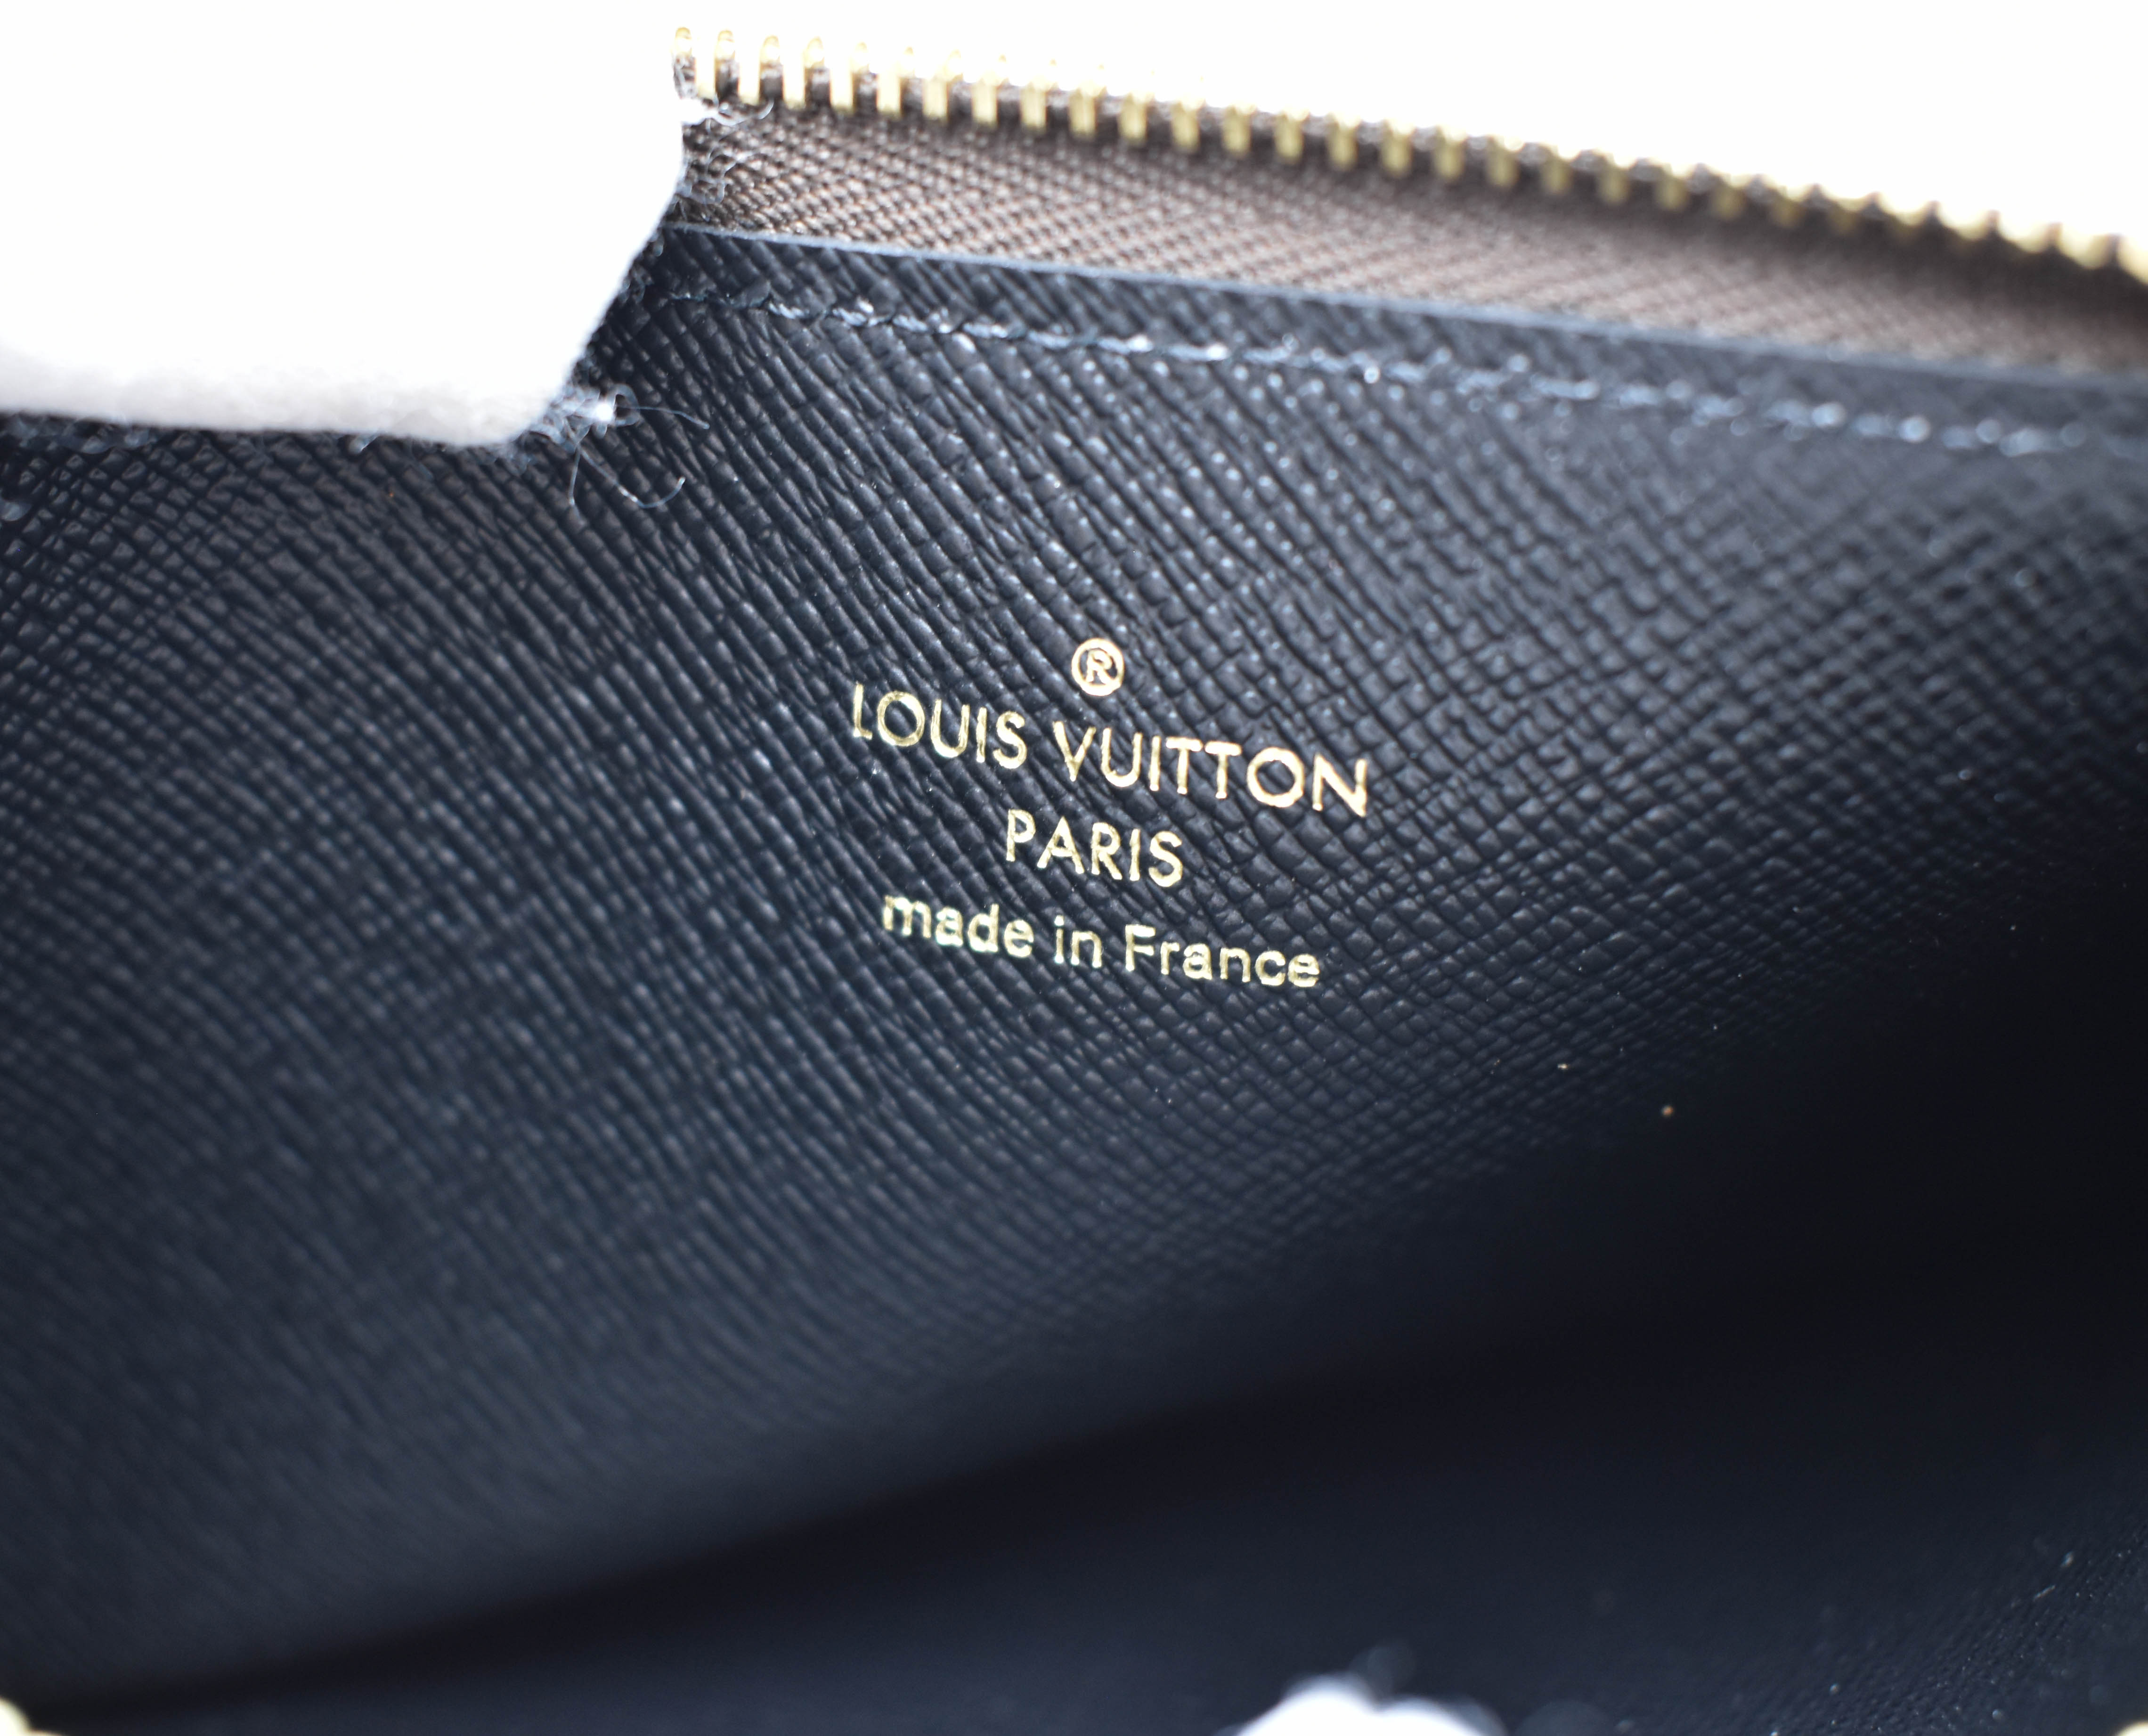 ®
LOUIS VUITTON
PARIS
made in France